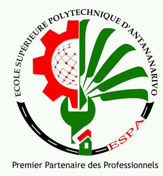 ECOLE SUPÉRIEURE POLYTECHNIQUE D'ANTANANARIVO
ESPA
Premier Partenaire des Professionnels